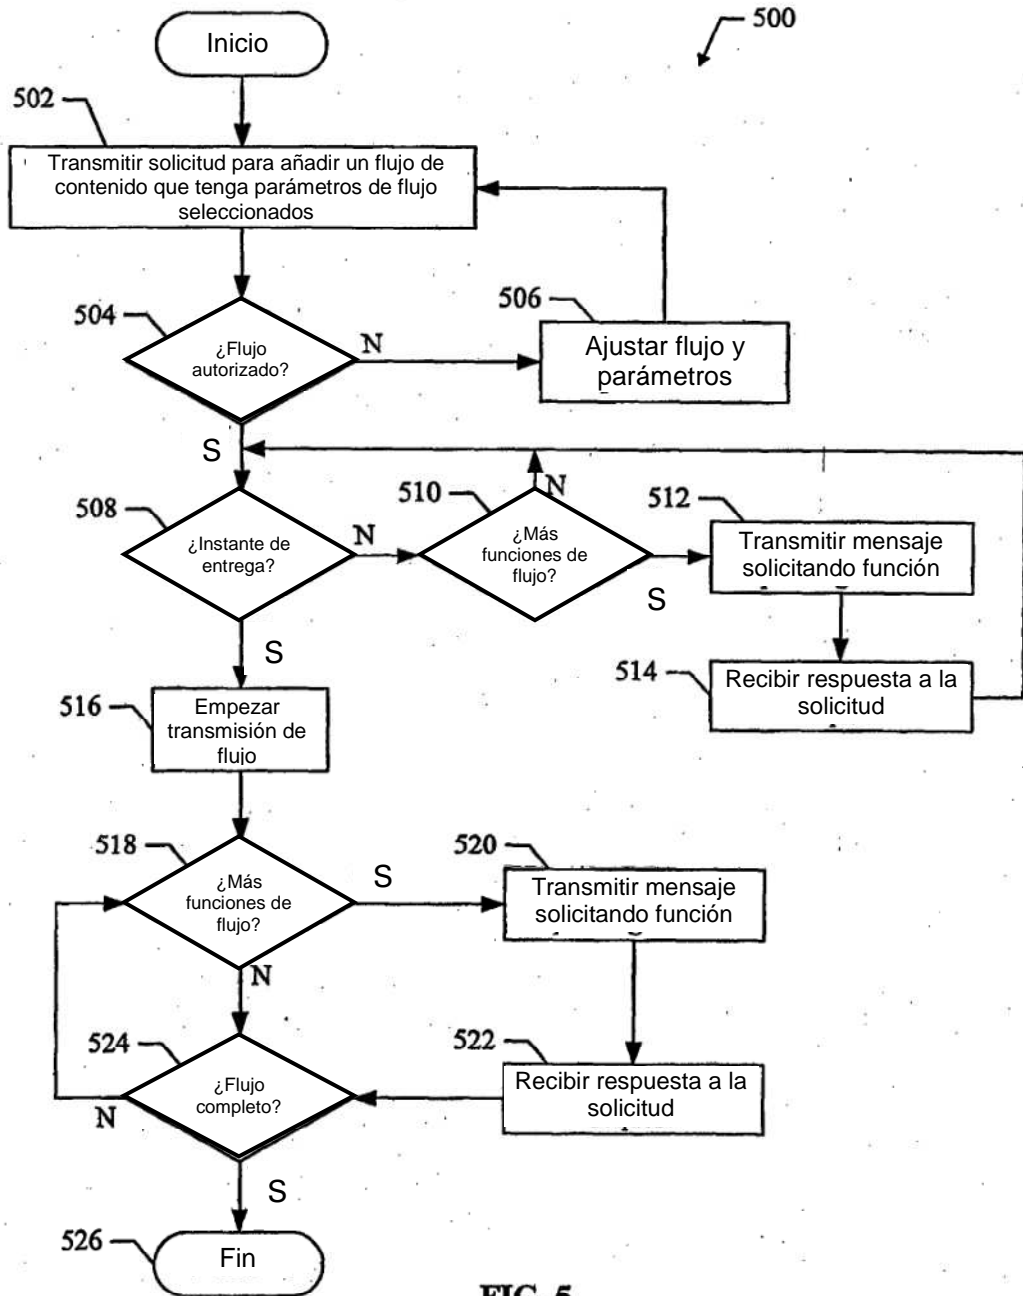 500
Inicio
502
Transmitir solicitud para añadir un flujo de
contenido que tenga parámetros de flujo
seleccionados
504
¿Flujo
autorizado?
N
506
Ajustar flujo y
parámetros
S
508
¿Instante de
entrega?
N
510
¿Más
funciones de
flujo?
N
S
512
Transmitir mensaje
solicitando función
514
Recibir respuesta a la
solicitud
S
516
Empezar
transmisión de
flujo
518
¿Más
funciones de
flujo?
S
520
Transmitir mensaje
solicitando función
N
522
Recibir respuesta a la
solicitud
524
¿Flujo
completo?
N
S
526
Fin
FIG. 5